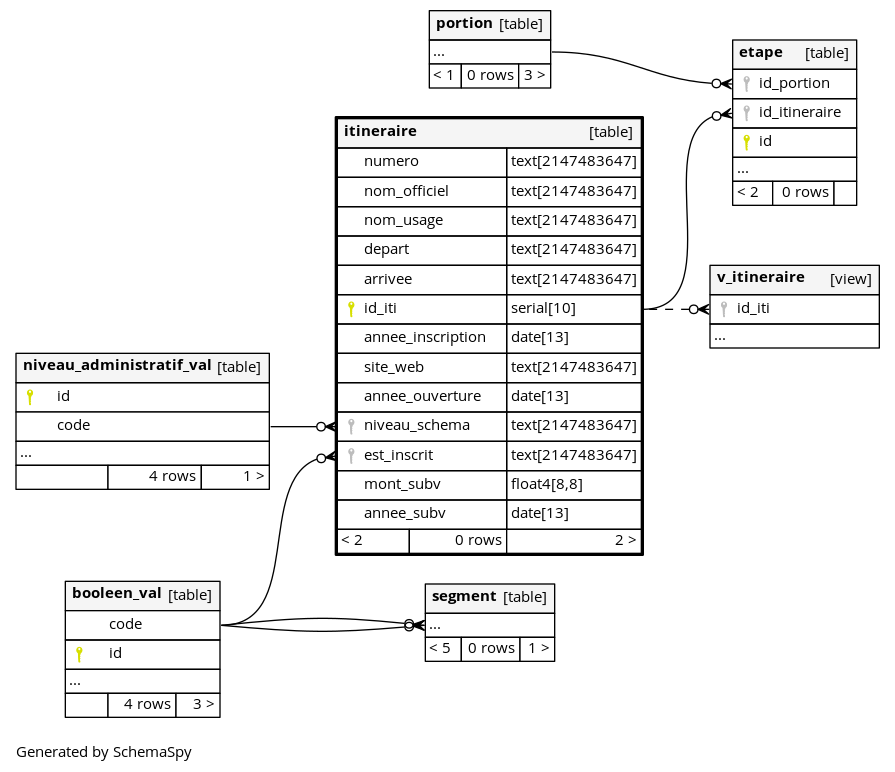 portion [table]
...
< 1 0 rows 3 >
etape [table]
id_portion
id_itineraire
id
...
< 2 0 rows
itineraire [table]
numero text[2147483647]
nom_officiel text[2147483647]
nom_usage text[2147483647]
depart text[2147483647]
arrivee text[2147483647]
id_iti serial[10]
annee_inscription date[13]
site_web text[2147483647]
annee_ouverture date[13]
niveau_schema text[2147483647]
est_inscrit text[2147483647]
mont_subv float4[8,8]
annee_subv date[13]
< 2 0 rows 2 >
v_itineraire [view]
id_iti
...
niveau_administratif_val [table]
id
code
...
4 rows 1 >
booleen_val [table]
code
id
...
4 rows 3 >
segment [table]
...
< 5 0 rows 1 >
Generated by SchemaSpy